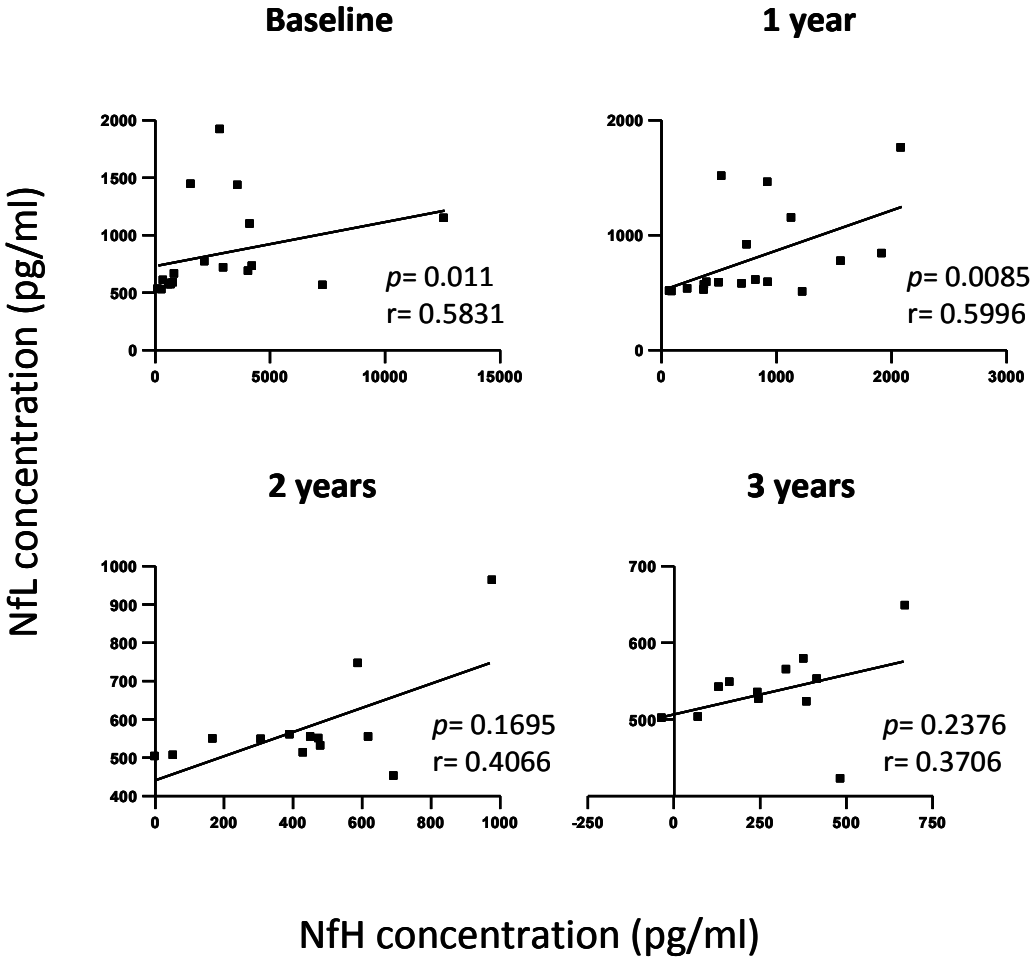 Baseline
1 year
NfL concentration (pg/ml)
2000
1500
1000
500
0
0 5000 10000 15000
p= 0.011
r= 0.5831
2000
1000
0
0 1000 2000 3000
p= 0.0085
r= 0.5996
2 years
3 years
1000
900
800
700
600
500
400
0 200 400 600 800 1000
p= 0.1695
r= 0.4066
700
600
500
-250 0 250 500 750
p= 0.2376
r= 0.3706
NfH concentration (pg/ml)